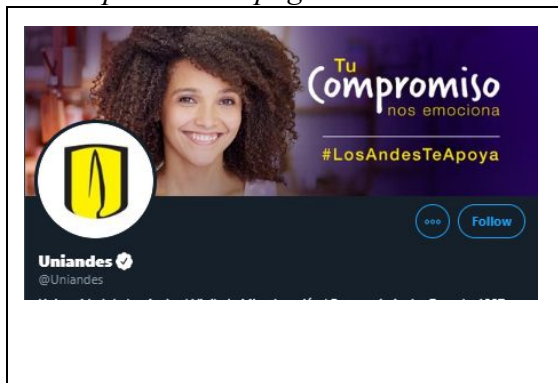 Tu
Compromiso
nos emociona
#LosAndesTeApoya
Follow
Uniandes
@Uniandes